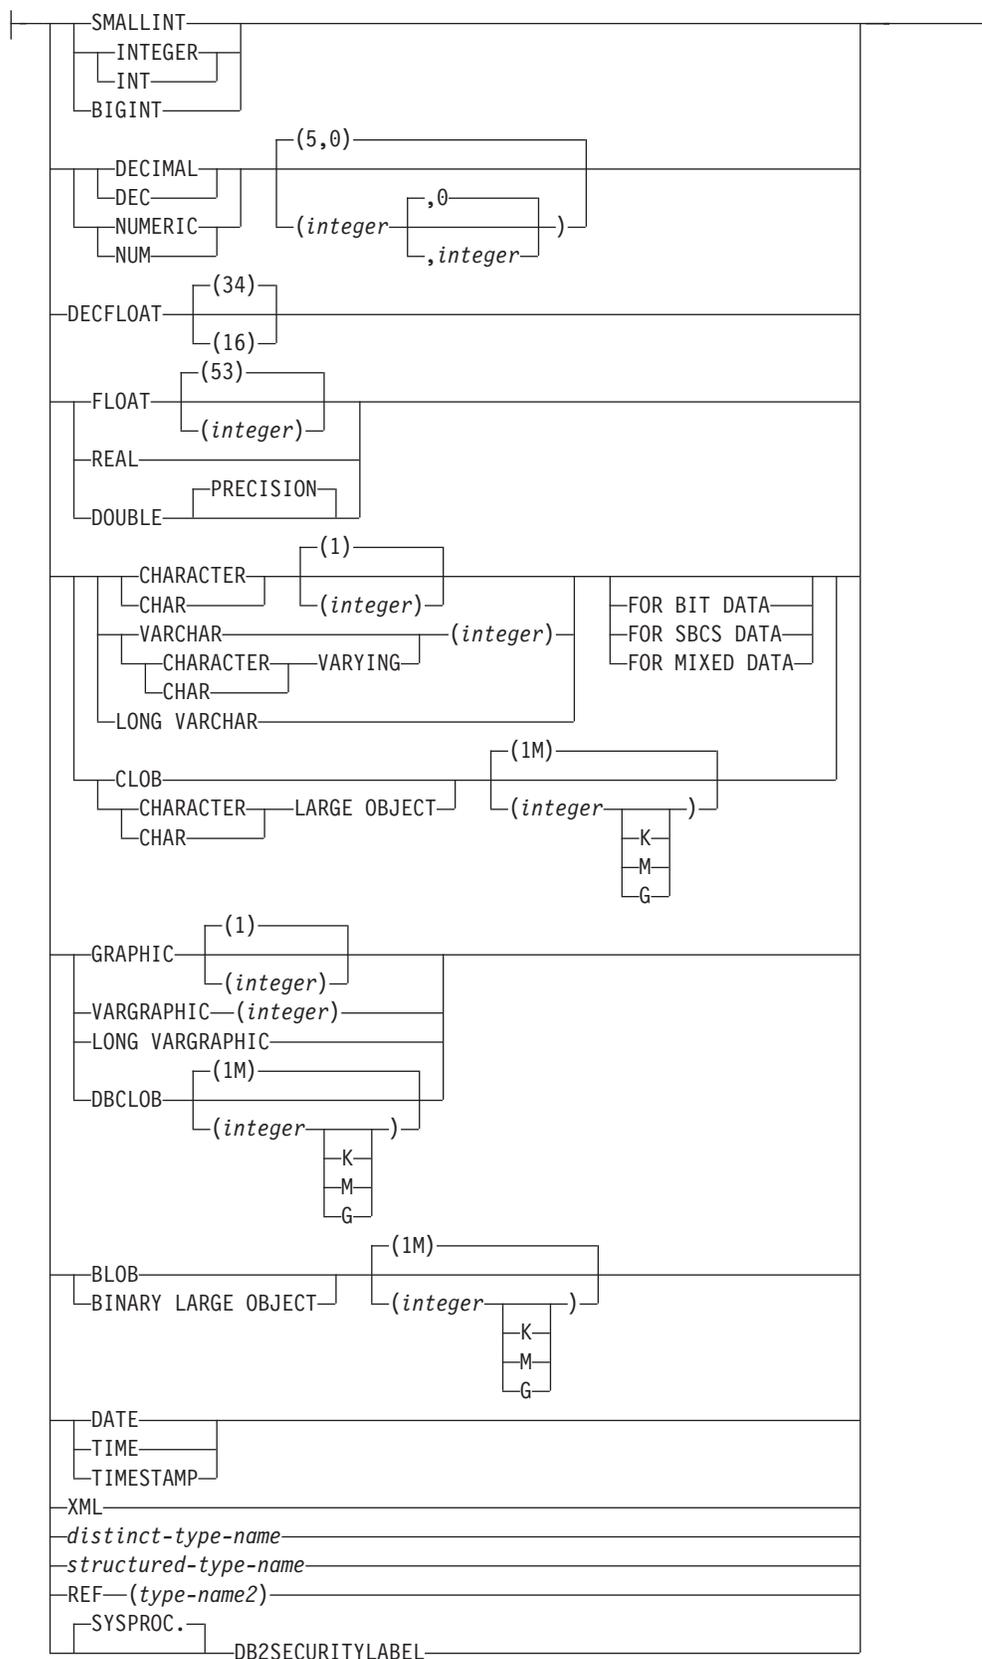 SMALLINT
INTEGER
INT
BIGINT
(5,0)
DECIMAL
DEC
,0
NUMERIC (integer )
NUM ,integer
(34)
DECFLOAT
(16)
(53)
FLOAT
(integer)
REAL
PRECISION
DOUBLE
(1)
CHARACTER
CHAR (integer) FOR BIT DATA
VARCHAR (integer) FOR SBCS DATA
CHARACTER VARYING FOR MIXED DATA
CHAR
LONG VARCHAR
(1M)
CLOB
CHARACTER LARGE OBJECT (integer )
CHAR K
M
G
(1)
GRAPHIC
(integer)
VARGRAPHIC (integer)
LONG VARGRAPHIC
(1M)
DBCLOB
(integer )
K
M
G
(1M)
BLOB
BINARY LARGE OBJECT (integer )
K
M
G
DATE
TIME
TIMESTAMP
XML
distinct-type-name
structured-type-name
REF (type-name2)
SYSPROC.
DB2SECURITYLABEL